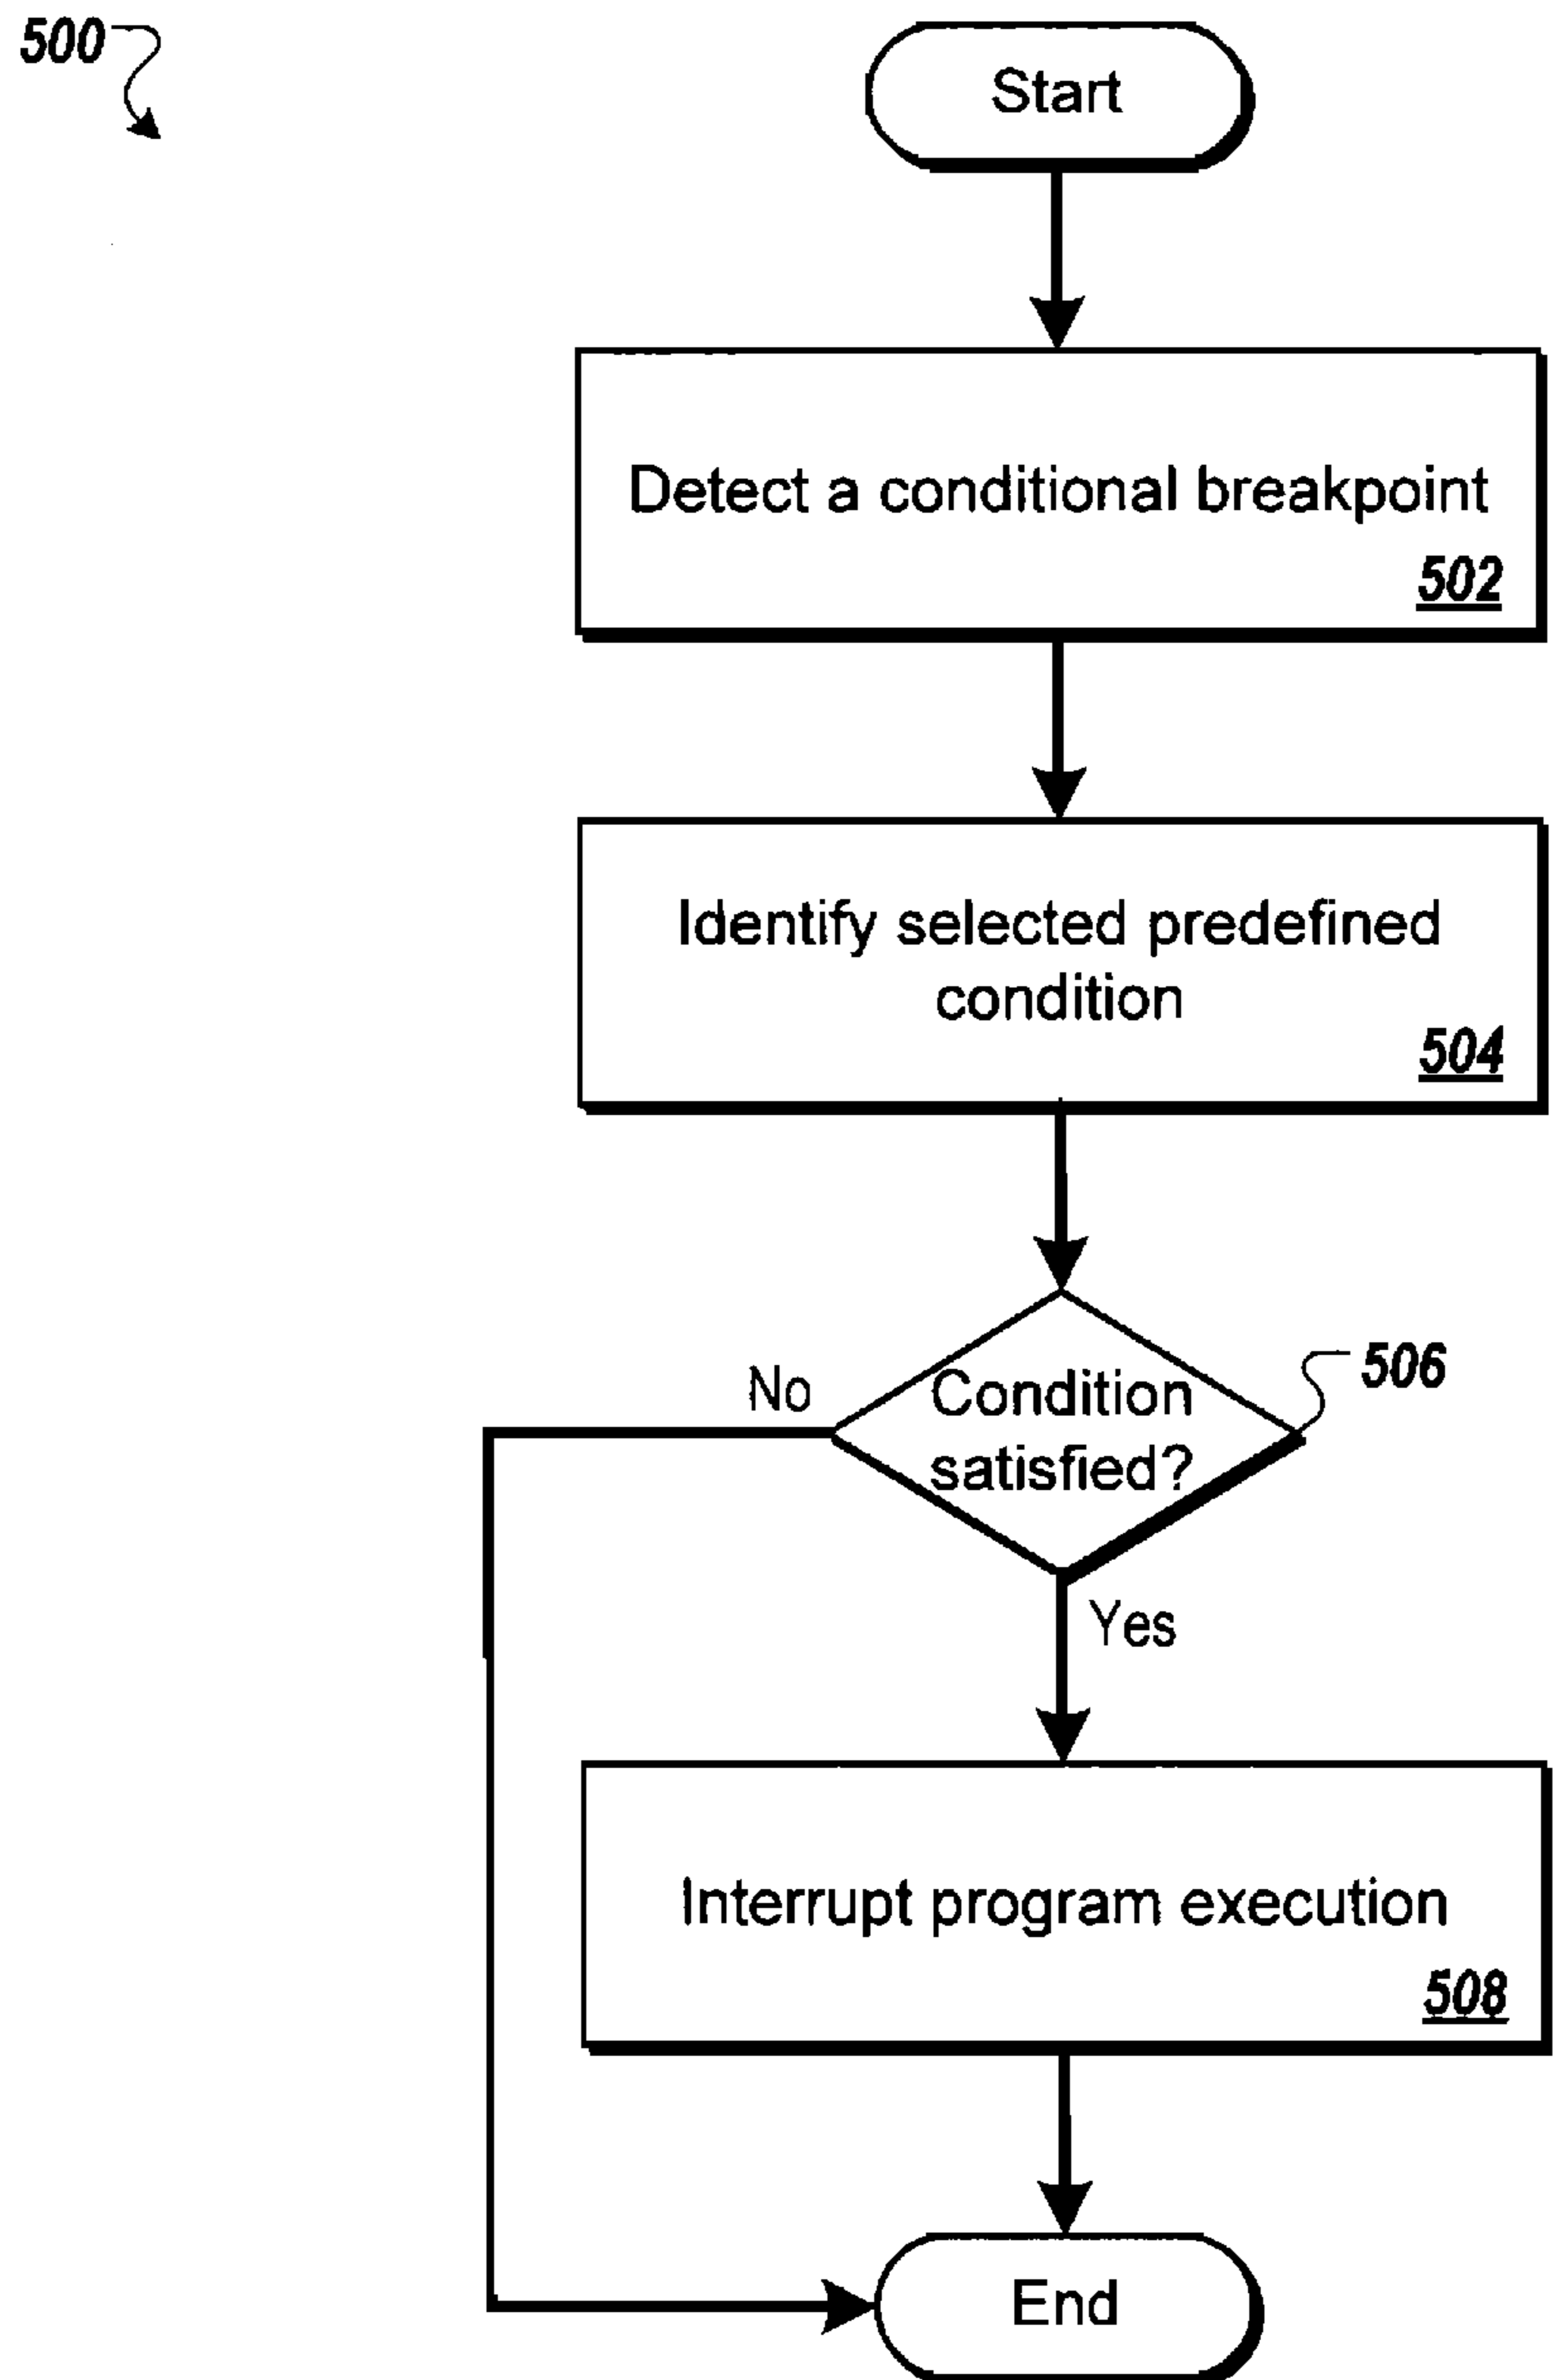 500
Start
Detect a conditional breakpoint
502
Identify selected predefined
condition
504
506
No
Condition
satisfied?
Yes
Interrupt program execution
508
End